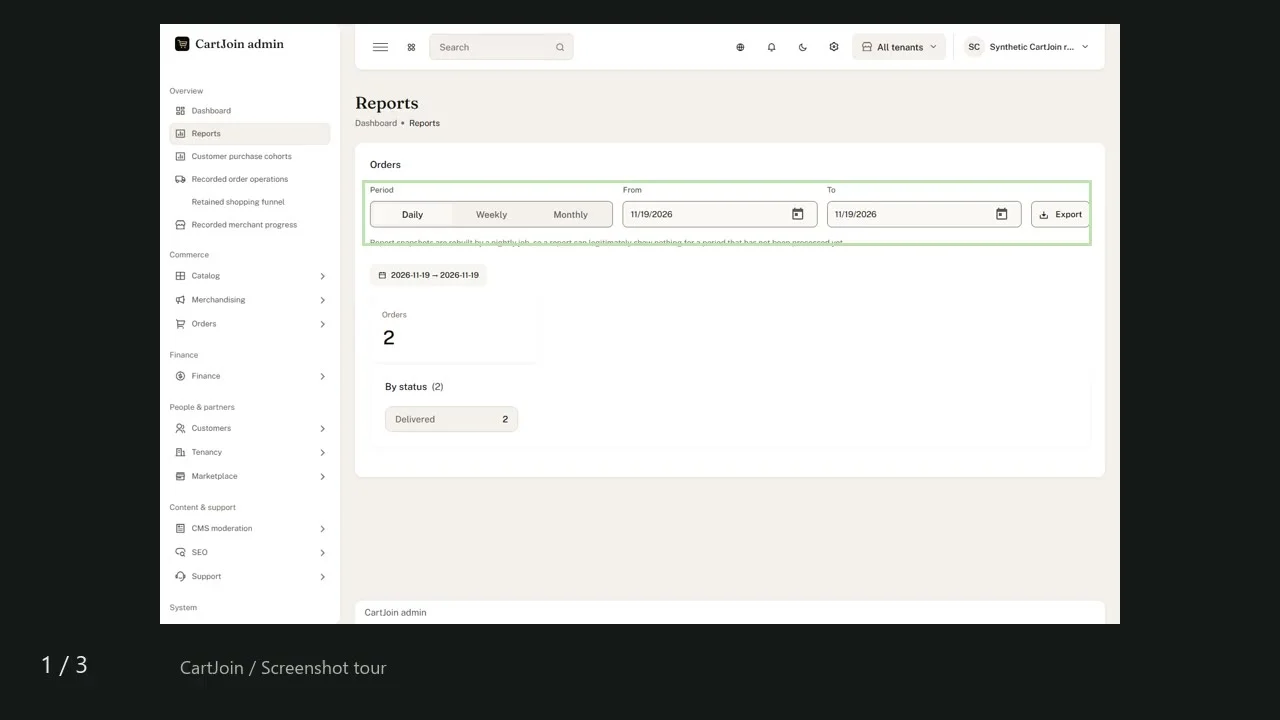 CartJoin admin
Search
All tenants
SC
Synthetic CartJoin r...
Overview
Dashboard
Reports
Customer purchase cohorts
Recorded order operations
Retained shopping funnel
Recorded merchant progress
Commerce
Catalog
Merchandising
Orders
Finance
Finance
People & partners
Customers
Tenancy
Marketplace
Content & support
CMS moderation
SEO
Support
System
Reports
Dashboard • Reports
Orders
Period
From
To
Daily
Weekly
Monthly
11/19/2026
11/19/2026
Export
Report snapshots are rebuilt by a nightly job, so a report can legitimately show nothing for a period that has not been processed yet.
2026-11-19 → 2026-11-19
Orders
2
By status (2)
Delivered 2
CartJoin admin
1 / 3
CartJoin / Screenshot tour